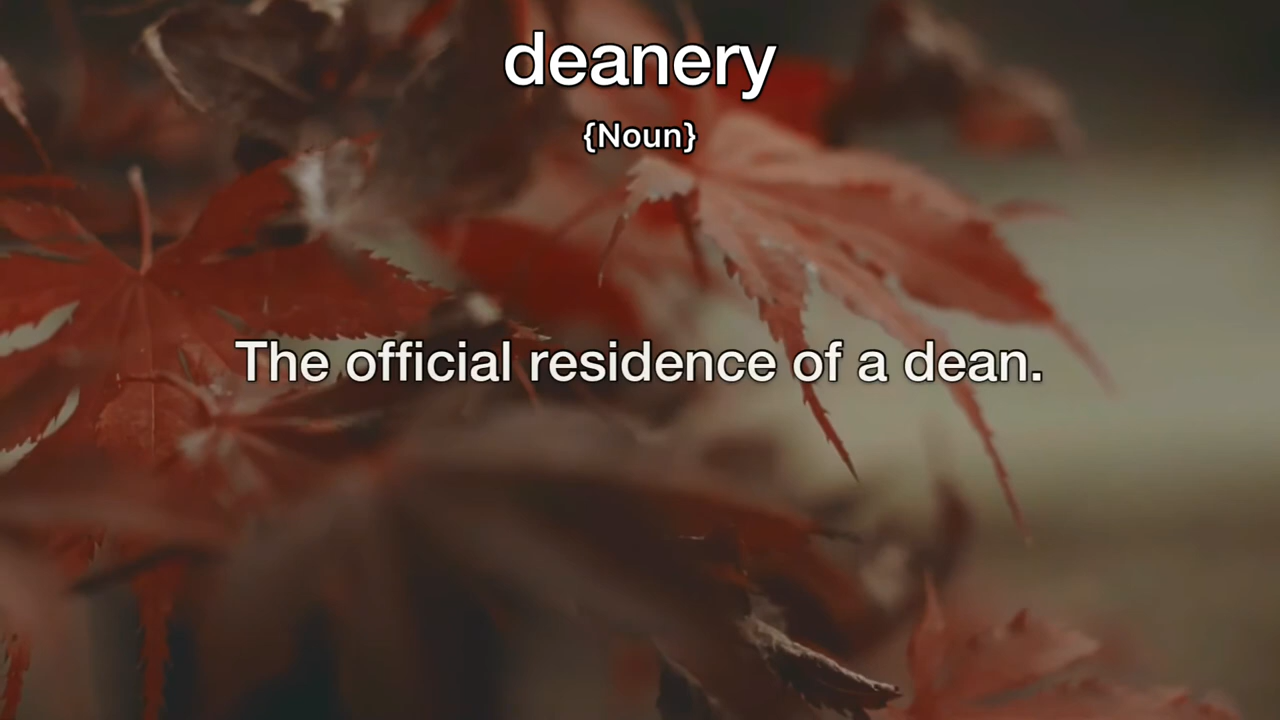 deanery
{Noun}
The official residence of a dean.